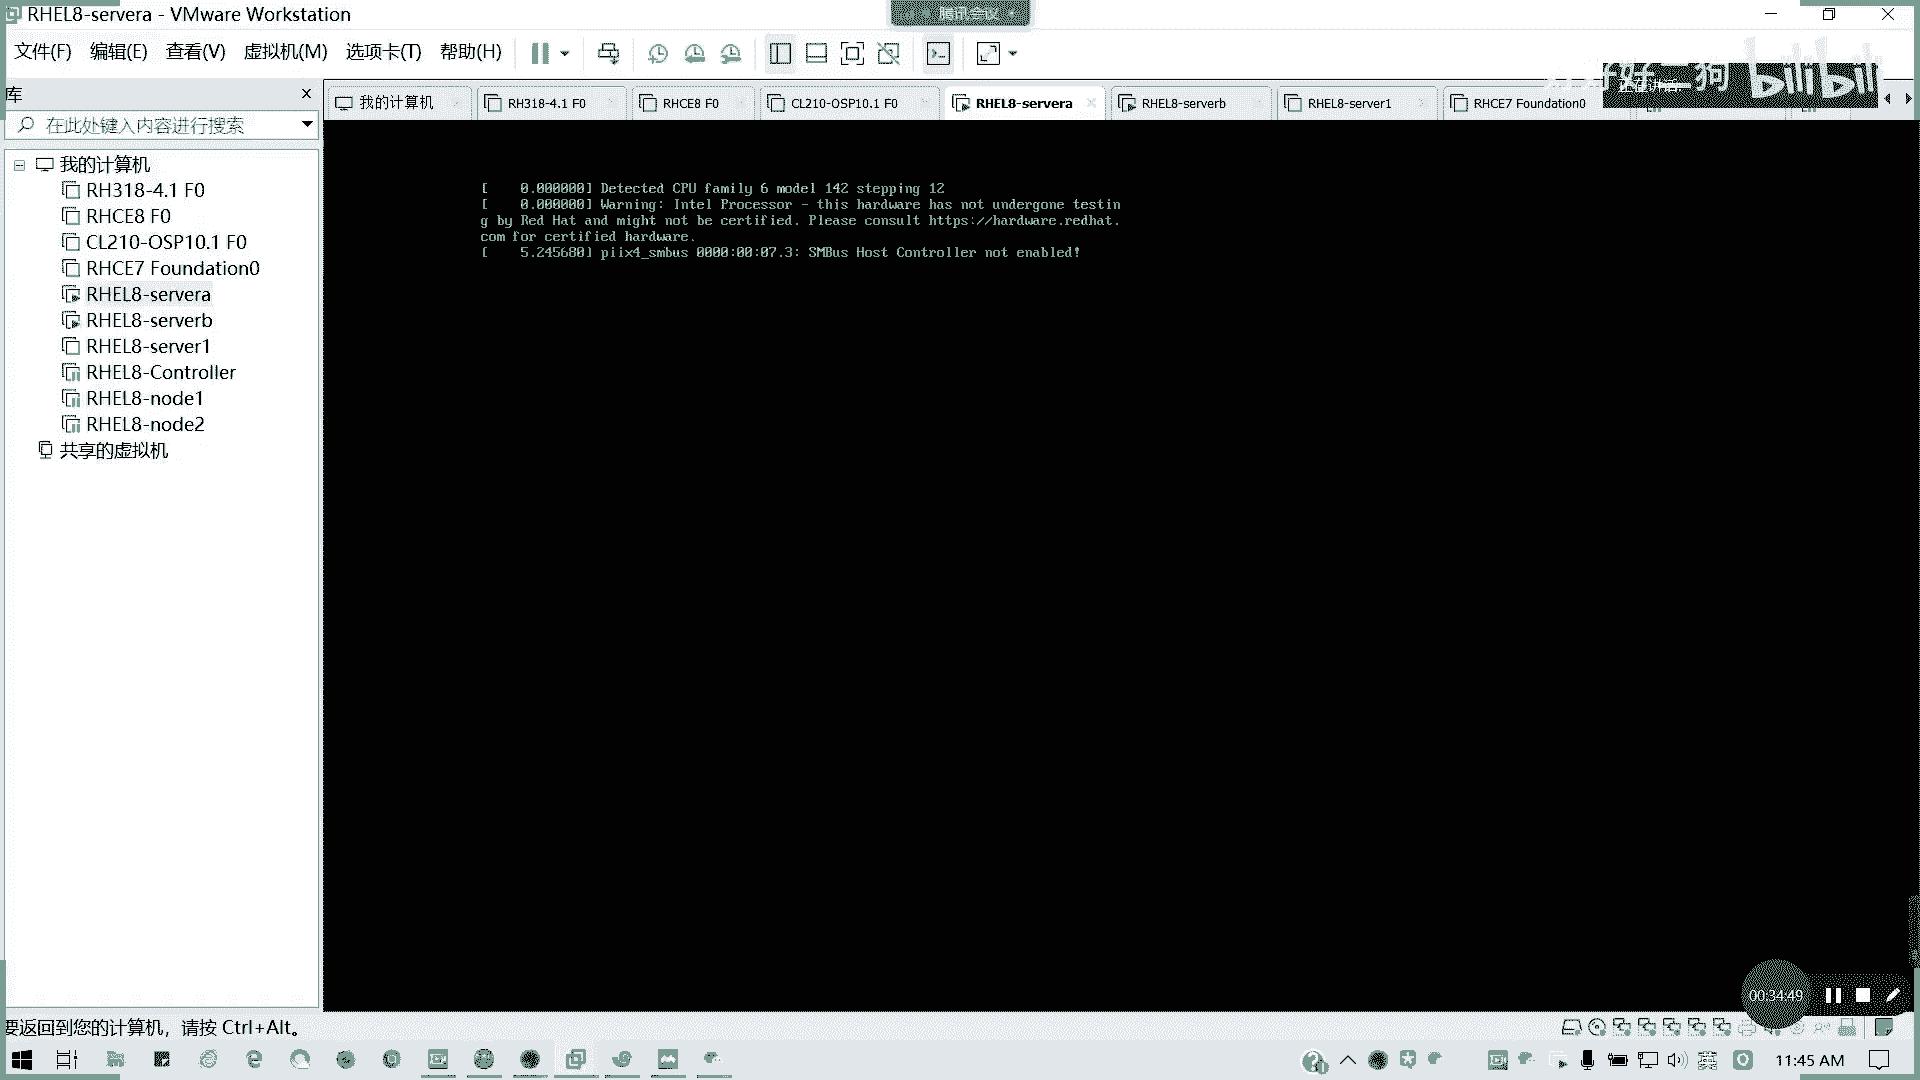 RHEL8-servera - VMware Workstation
腾讯会议
文件(F) 编辑(E) 查看(V) 虚拟机(M) 选项卡(T) 帮助(H)
bilibili
库
我的计算机 RH318-4.1 F0 RHCE8 F0 CL210-OSP10.1 F0 RHEL8-servera RHEL8-serverb RHEL8-server1 RHCE7 Foundation0
在此处键入内容进行搜索
我的计算机
RH318-4.1 F0
RHCE8 F0
CL210-OSP10.1 F0
RHCE7 Foundation0
RHEL8-servera
RHEL8-serverb
RHEL8-server1
RHEL8-Controller
RHEL8-node1
RHEL8-node2
共享的虚拟机
[    0.000000] Detected CPU family 6 model 142 stepping 12
[    0.000000] Warning: Intel Processor - this hardware has not undergone testin
g by Red Hat and might not be certified. Please consult https://hardware.redhat.
com for certified hardware.
[    5.245680] piix4_smbus 0000:00:07.3: SMBus Host Controller not enabled!
00:34:49
要返回到您的计算机，请按 Ctrl+Alt。
英
11:45 AM